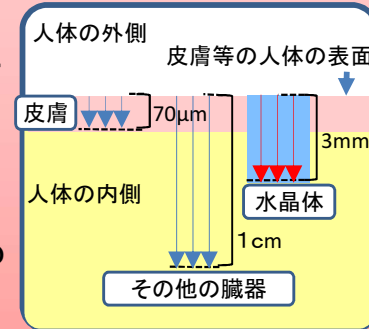 人体の外側
皮膚等の人体の表面
皮膚
70μm
3mm
人体の内側
水晶体
1cm
その他の臓器